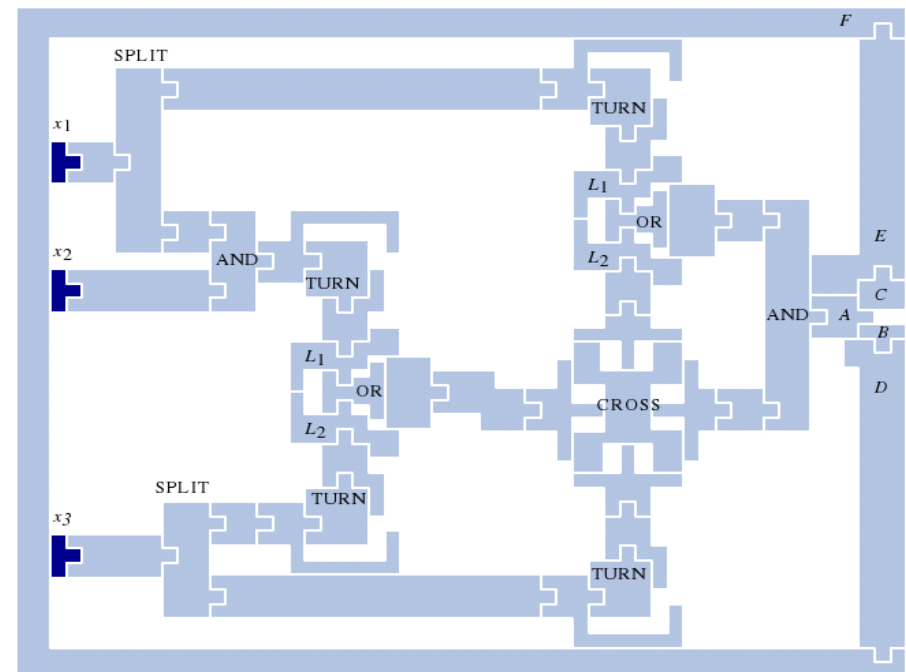 F
SPLIT
TURN
x1
L1
OR
x2
E
AND
L2
TURN
C
AND
A
B
L1
OR
D
CROSS
L2
SPLIT
TURN
x3
TURN